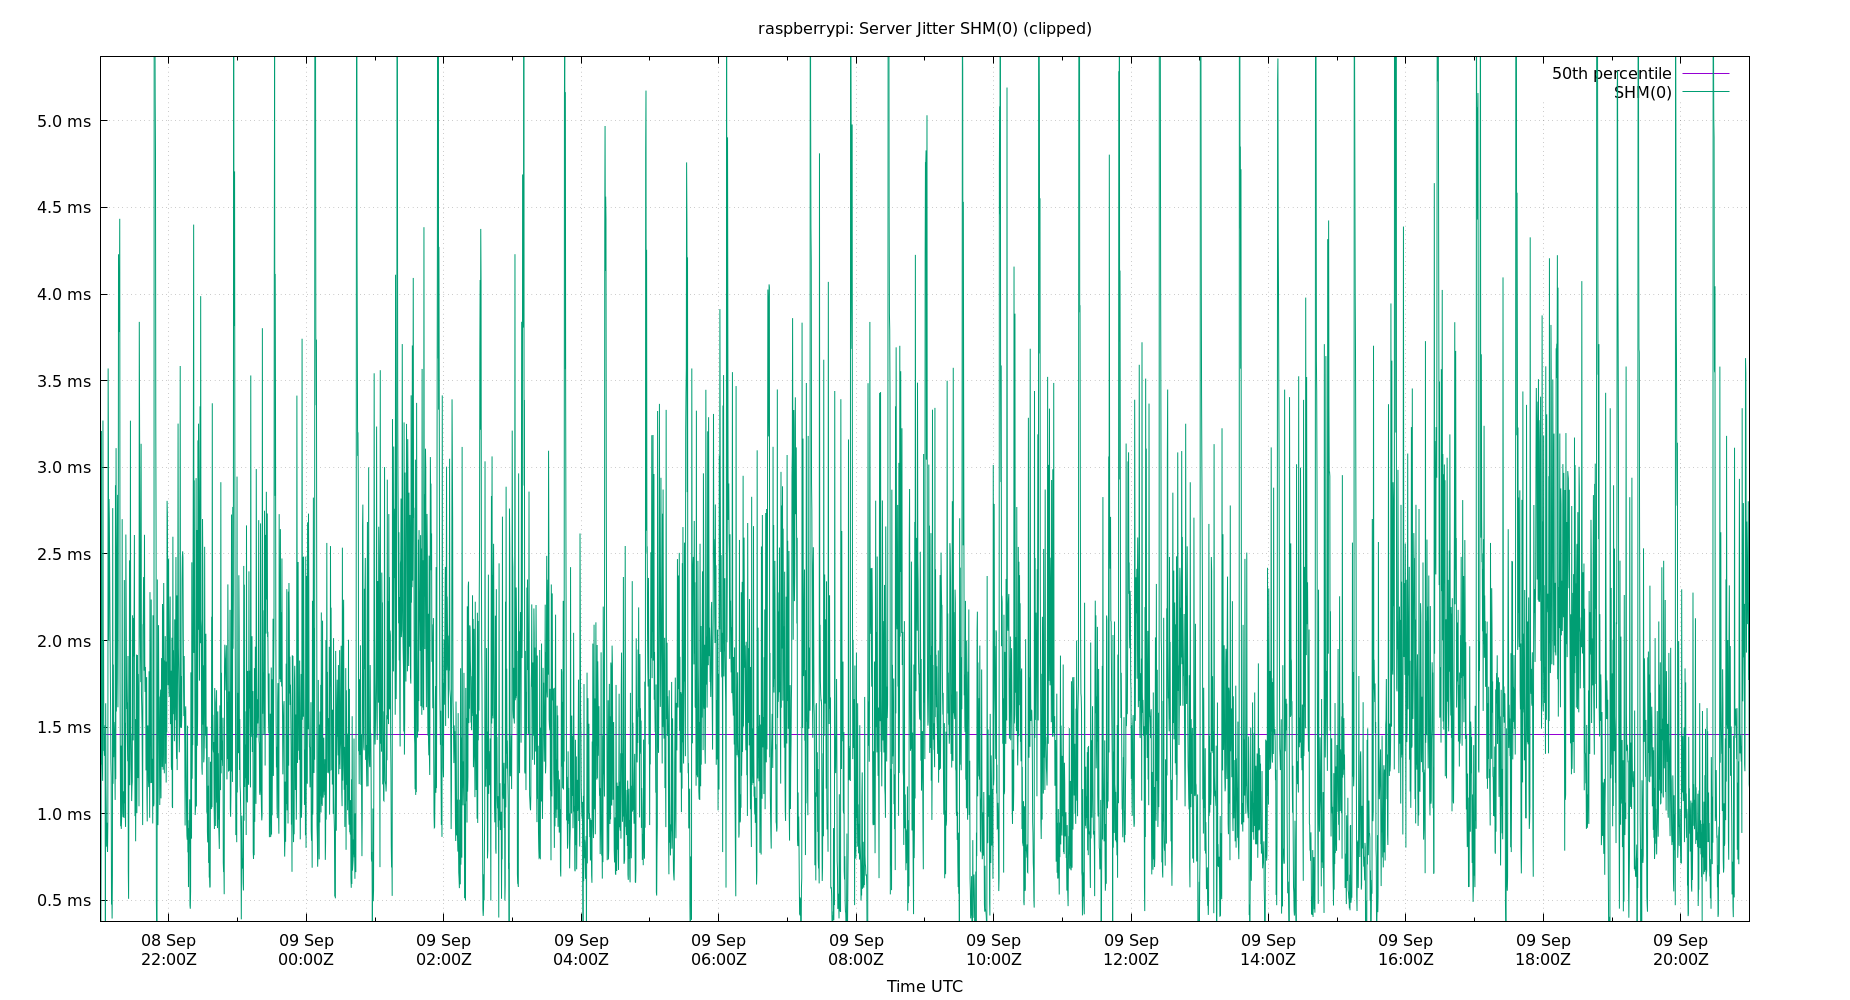 raspberrypi: Server Jitter SHM(0) (clipped)
50th percentile
SHM(0)
5.0 ms
4.5 ms
4.0 ms
3.5 ms
3.0 ms
2.5 ms
2.0 ms
1.5 ms
1.0 ms
0.5 ms
08 Sep 09 Sep 09 Sep 09 Sep 09 Sep 09 Sep 09 Sep 09 Sep 09 Sep 09 Sep 09 Sep 09 Sep
22:00Z 00:00Z 02:00Z 04:00Z 06:00Z 08:00Z 10:00Z 12:00Z 14:00Z 16:00Z 18:00Z 20:00Z
Time UTC